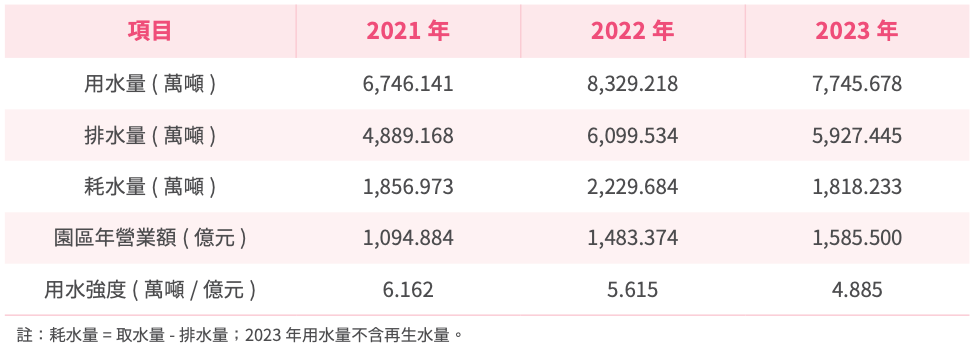 項目 2021 年 2022 年 2023 年
用水量 ( 萬噸 ) 6,746.141 8,329.218 7,745.678
排水量 ( 萬噸 ) 4,889.168 6,099.534 5,927.445
耗水量 ( 萬噸 ) 1,856.973 2,229.684 1,818.233
園區年營業額 ( 億元 ) 1,094.884 1,483.374 1,585.500
用水強度 ( 萬噸 / 億元 ) 6.162 5.615 4.885
註：耗水量 = 取水量 - 排水量；2023 年用水量不含再生水量。